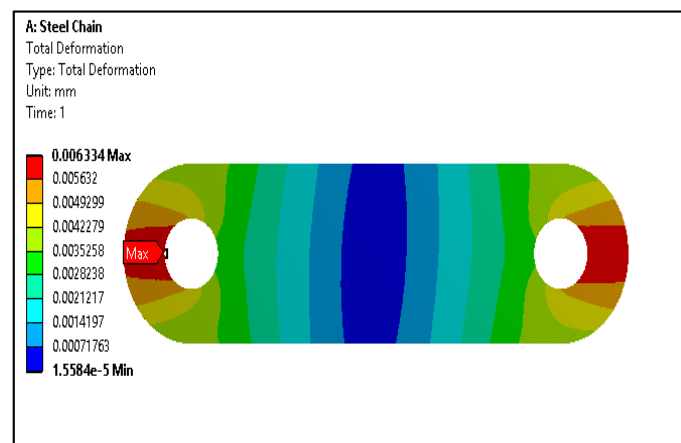 A: Steel Chain
Total Deformation
Type: Total Deformation
Unit: mm
Time: 1
0.006334 Max
0.005632
0.0049299
0.0042279
0.0035258
0.0028238
0.0021217
0.0014197
0.00071763
1.5584e-5 Min
Max